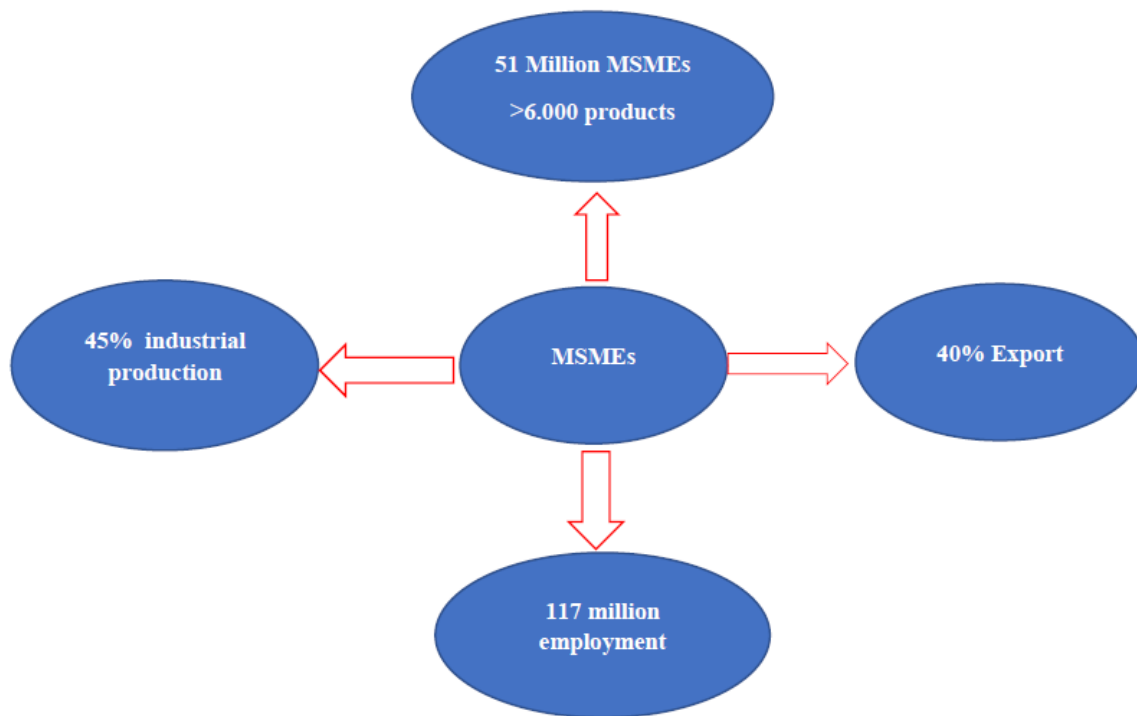 51 Million MSMEs
>6.000 products
45% industrial
production
MSMEs
40% Export
117 million
employment